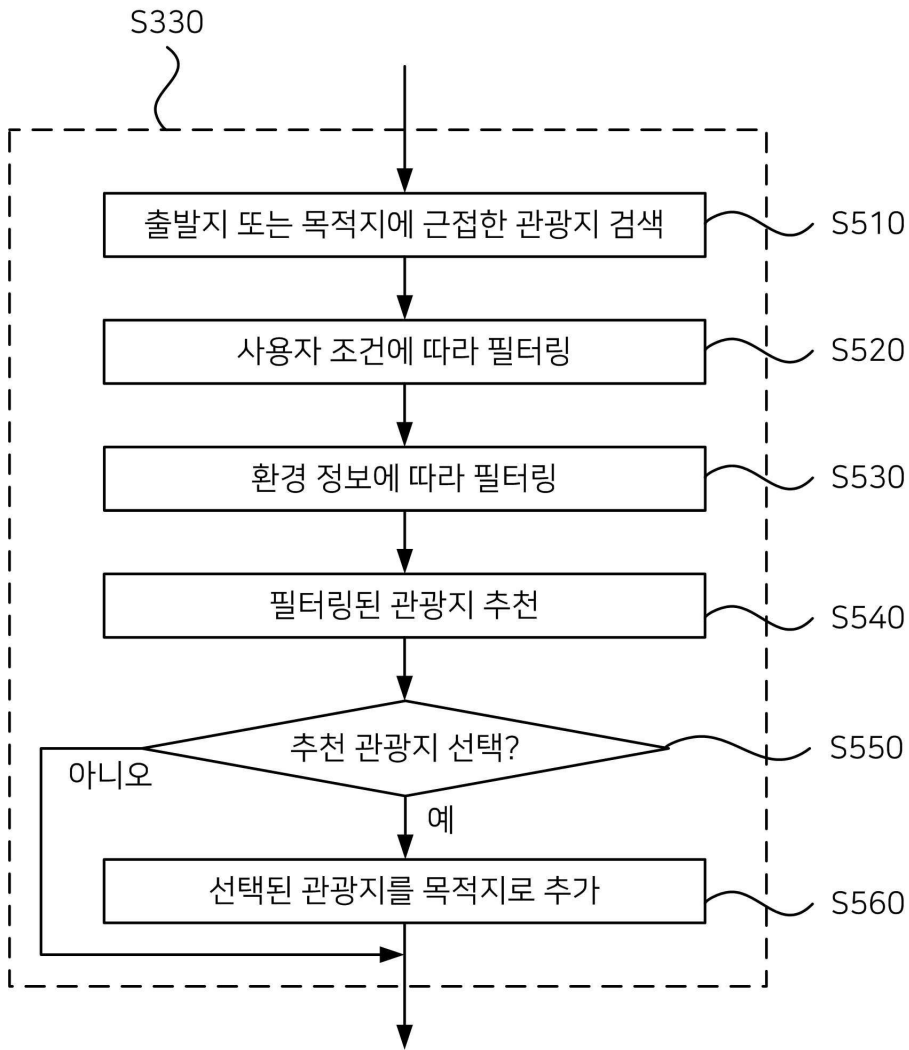 S330
출발지 또는 목적지에 근접한 관광지 검색
S510
사용자 조건에 따라 필터링
S520
환경 정보에 따라 필터링
S530
필터링된 관광지 추천
S540
추천 관광지 선택?
S550
아니오
예
선택된 관광지를 목적지로 추가
S560